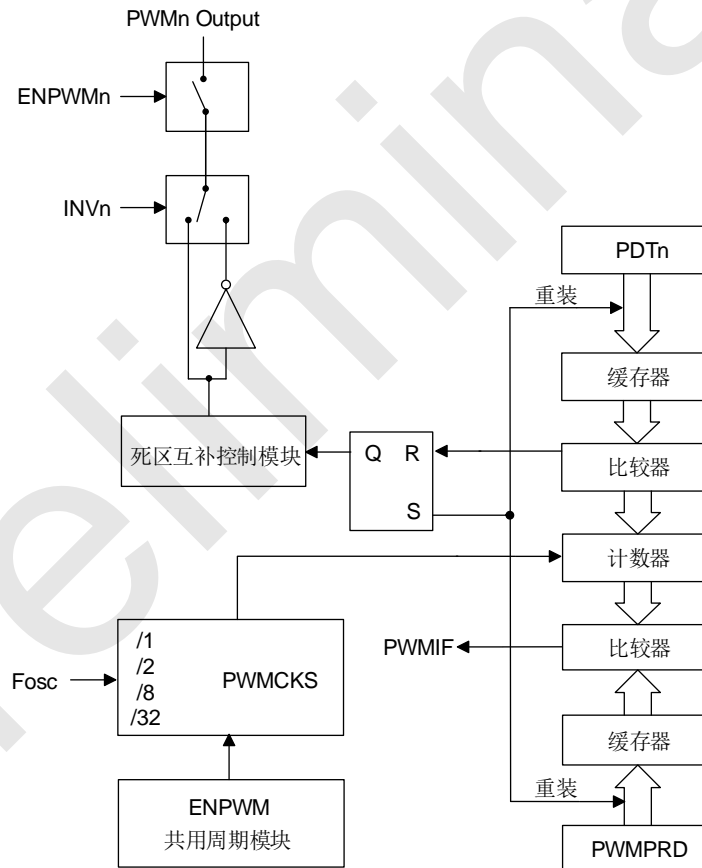 PWMn Output
ENPWMn
INVn
PDTn
重装
缓存器
死区互补控制模块
Q R
S
比较器
计数器
/1
/2
/8
/32
PWMCKS
Fosc
PWMIF
比较器
缓存器
ENPWM
共用周期模块
重装
PWMPRD
elimina